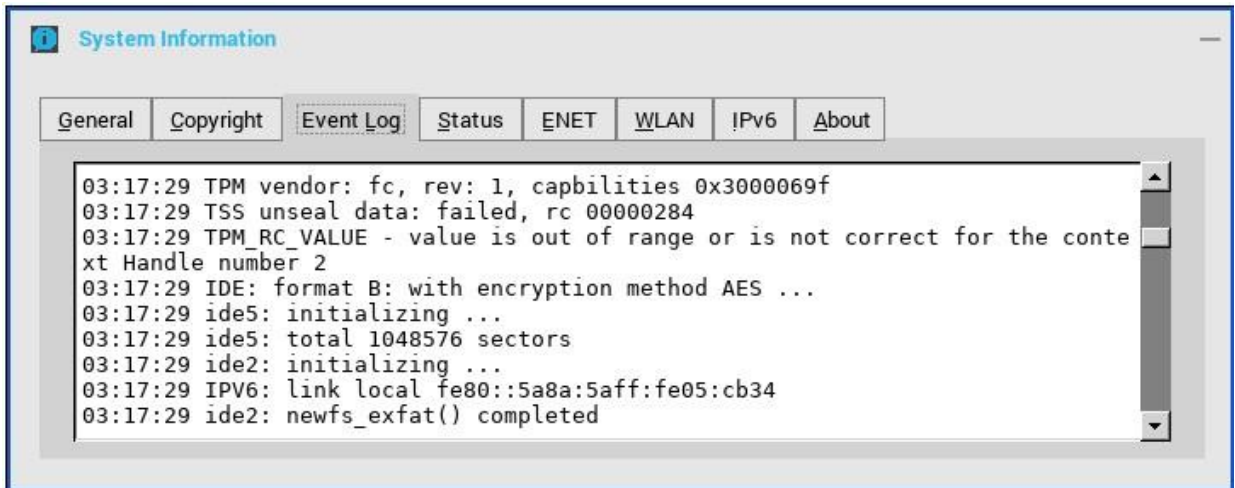 System Information
General Copyright Event Log Status ENET WLAN IPv6 About
03:17:29 TPM vendor: fc, rev: 1, capbilities 0x3000069f
03:17:29 TSS unseal data: failed, rc 00000284
03:17:29 TPM_RC_VALUE - value is out of range or is not correct for the conte
xt Handle number 2
03:17:29 IDE: format B: with encryption method AES ...
03:17:29 ide5: initializing ...
03:17:29 ide5: total 1048576 sectors
03:17:29 ide2: initializing ...
03:17:29 IPV6: link local fe80::5a8a:5aff:fe05:cb34
03:17:29 ide2: newfs_exfat() completed